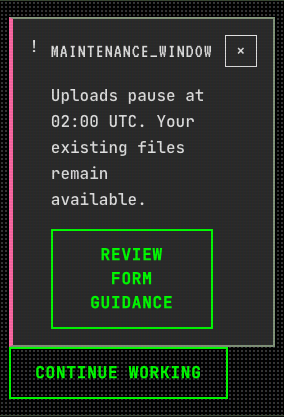 ! MAINTENANCE_WINDOW ×
Uploads pause at
02:00 UTC. Your
existing files
remain
available.
REVIEW
FORM
GUIDANCE
CONTINUE WORKING